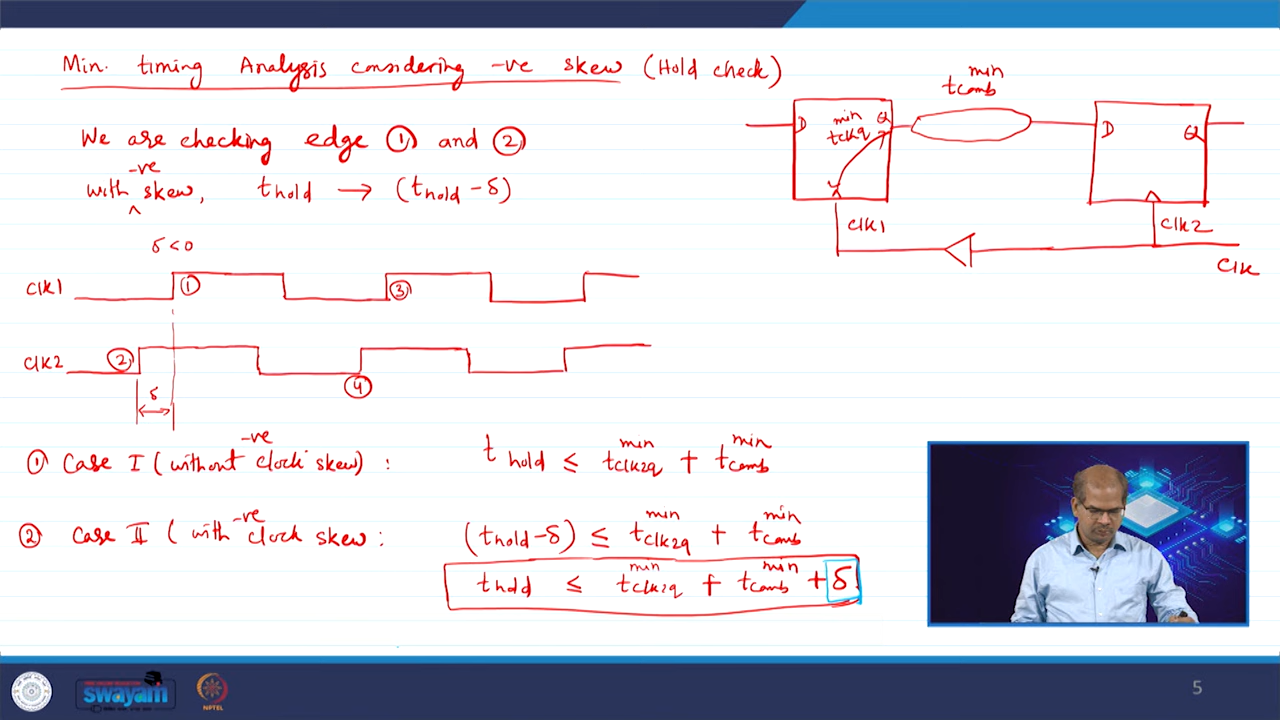 Min. timing Analysis considering -ve skew (Hold check)
We are checking edge ① and ②
-ve
with ^ skew, thold → (thold - δ)
δ < 0
Clk1 ① ③
Clk2 ② ④
δ
① Case I (without -ve clock skew) : thold ≤ tclk2q^min + tcomb^min
② Case II ( with -ve clock skew : (thold - δ) ≤ tclk2q^min + tcomb^min
thold ≤ tclk2q^min + tcomb^min + δ
tcomb^min
D tclk2q^min Q
D Q
Clk1
Clk2
Clk
swayam
NPTEL
5